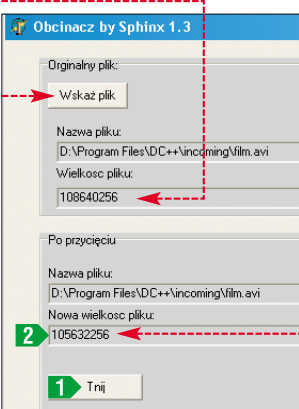 Obcinacz by Sphinx 1.3
Orginalny plik:
Wskaż plik
Nazwa pliku:
D:\Program Files\DC++\incoming\film.avi
Wielkosc pliku:
108640256
Po przycięciu
Nazwa pliku:
D:\Program Files\DC++\incoming\film.avi
Nowa wielkosc pliku:
2 105632256
1 Tnij